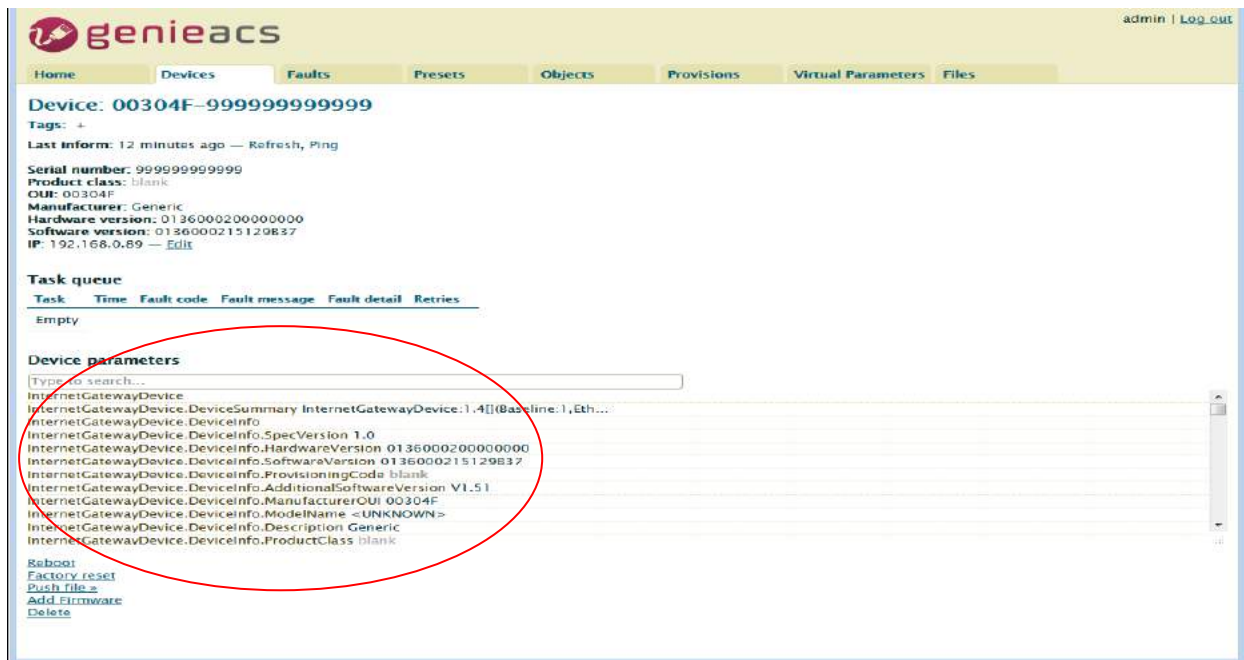 admin | Log out
genieacs
Home Devices Faults Presets Objects Provisions Virtual Parameters Files
Device: 00304F-999999999999
Tags: +
Last inform: 12 minutes ago — Refresh, Ping
Serial number: 999999999999
Product class: blank
OUI: 00304F
Manufacturer: Generic
Hardware version: 0136000200000000
Software version: 0136000215129B37
IP: 192.168.0.89 — Edit
Task queue
Task Time Fault code Fault message Fault detail Retries
Empty
Device parameters
Type to search...
InternetGatewayDevice
InternetGatewayDevice.DeviceSummary InternetGatewayDevice:1.4[](Baseline:1,Eth...
InternetGatewayDevice.DeviceInfo
InternetGatewayDevice.DeviceInfo.SpecVersion 1.0
InternetGatewayDevice.DeviceInfo.HardwareVersion 0136000200000000
InternetGatewayDevice.DeviceInfo.SoftwareVersion 0136000215129B37
InternetGatewayDevice.DeviceInfo.ProvisioningCode blank
InternetGatewayDevice.DeviceInfo.AdditionalSoftwareVersion V1.51
InternetGatewayDevice.DeviceInfo.ManufacturerOUI 00304F
InternetGatewayDevice.DeviceInfo.ModelName <UNKNOWN>
InternetGatewayDevice.DeviceInfo.Description Generic
InternetGatewayDevice.DeviceInfo.ProductClass blank
Reboot
Factory reset
Push file »
Add Firmware
Delete